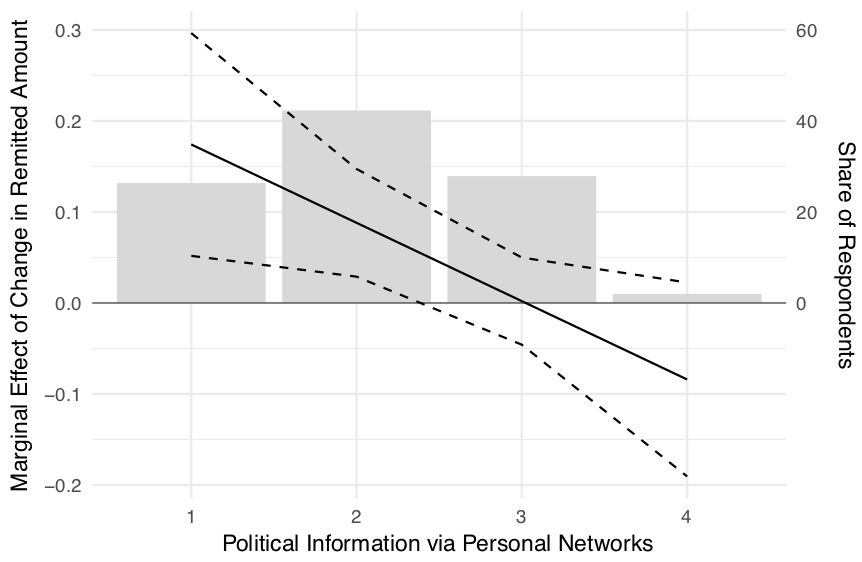 Marginal Effect of Change in Remitted Amount
0.3
0.2
0.1
0.0
−0.1
−0.2
60
40
20
0
Share of Respondents
1 2 3 4
Political Information via Personal Networks